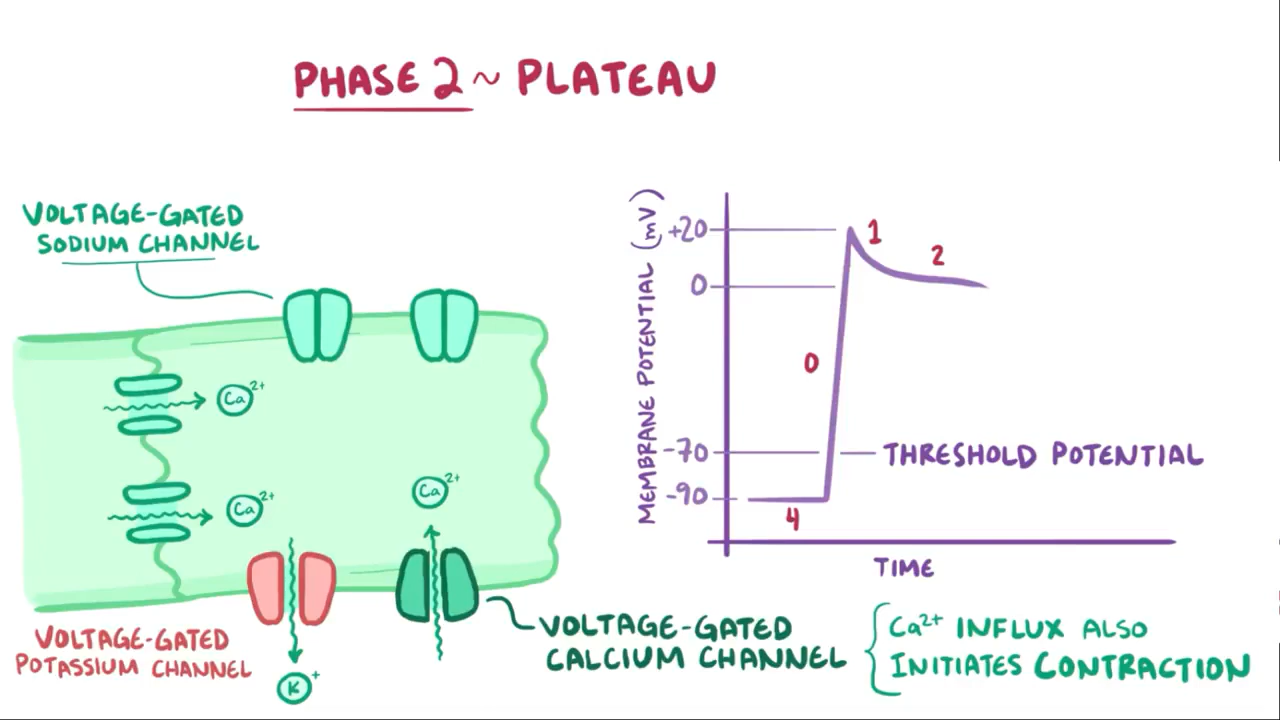 PHASE 2 ~ PLATEAU
VOLTAGE-GATED
SODIUM CHANNEL
Ca2+
Ca2+
Ca2+
K+
VOLTAGE-GATED
POTASSIUM CHANNEL
VOLTAGE-GATED
CALCIUM CHANNEL
Ca2+ INFLUX ALSO
INITIATES CONTRACTION
MEMBRANE POTENTIAL (mV)
+20
0
-70
-90
1
2
0
4
THRESHOLD POTENTIAL
TIME